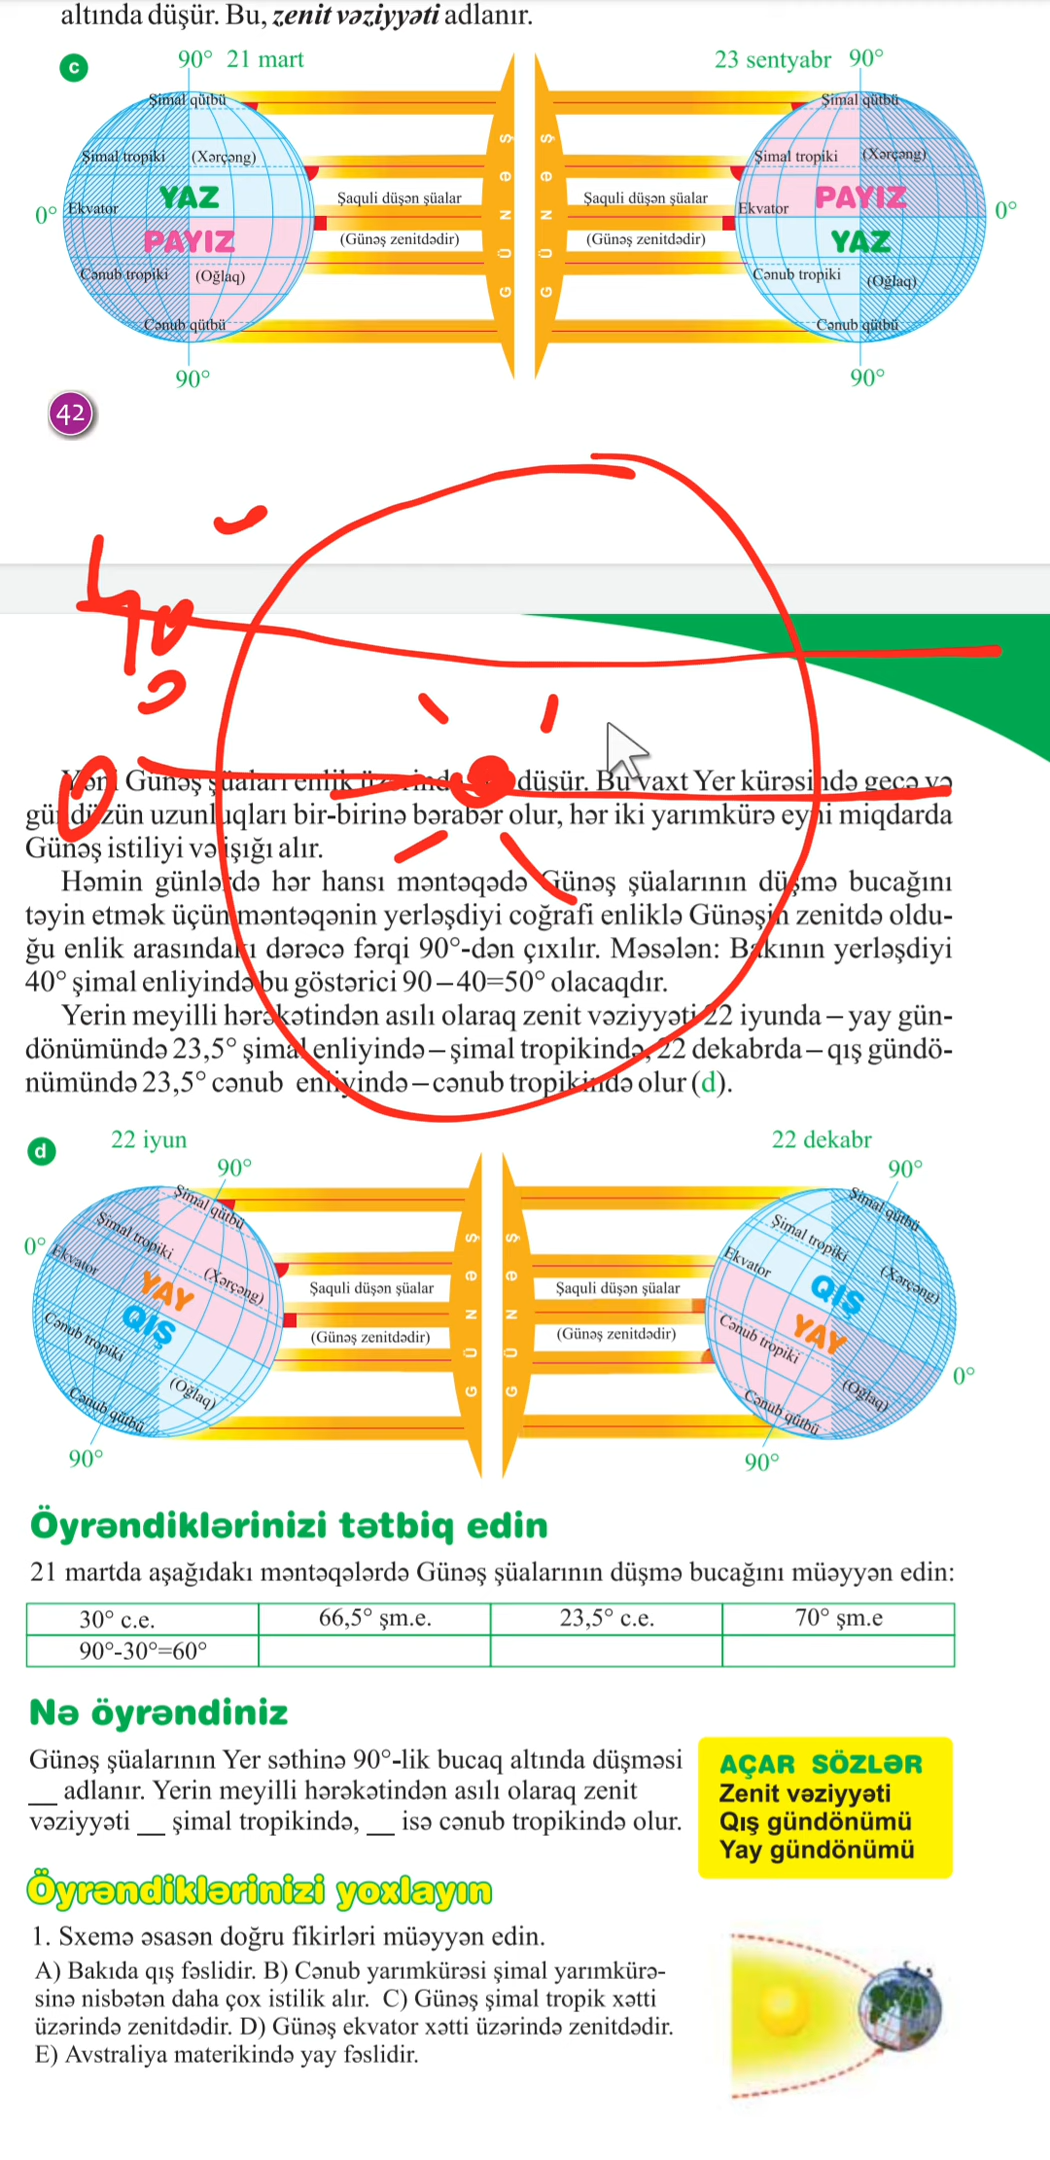 altında düşür. Bu, zenit vəziyyəti adlanır.
c
90° 21 mart
Şimal qütbü
Şimal tropiki (Xərçəng)
YAZ
0° Ekvator
PAYIZ
Cənub tropiki (Oğlaq)
Cənub qütbü
90°
Şaquli düşən şüalar
(Günəş zenitdədir)
GÜNƏŞ
GÜNƏŞ
23 sentyabr 90°
Şimal qütbü
Şimal tropiki (Xərçəng)
Şaquli düşən şüalar
PAYIZ
Ekvator 0°
(Günəş zenitdədir)
YAZ
Cənub tropiki (Oğlaq)
Cənub qütbü
90°
42
40
0
Günəş şüaları düşür. Bu vaxt Yer kürəsində gecə və
gündüzün uzunluqları bir-birinə bərabər olur, hər iki yarımkürə eyni miqdarda
Günəş istiliyi və işığı alır.
Həmin günlərdə hər hansı məntəqədə Günəş şüalarının düşmə bucağını
təyin etmək üçün məntəqənin yerləşdiyi coğrafi enliklə Günəşin zenitdə oldu-
ğu enlik arasındakı dərəcə fərqi 90°-dən çıxılır. Məsələn: Bakının yerləşdiyi
40° şimal enliyində bu göstərici 90–40=50° olacaqdır.
Yerin meyilli hərəkətindən asılı olaraq zenit vəziyyəti 22 iyunda – yay gün-
dönümündə 23,5° şimal enliyində – şimal tropikində, 22 dekabrda – qış gündö-
nümündə 23,5° cənub enliyində – cənub tropikində olur (d).
d
22 iyun
90°
Şimal qütbü
Şimal tropiki
(Xərçəng)
0°
Ekvator
YAY
QIŞ
Cənub tropiki
(Oğlaq)
Cənub qütbü
90°
Şaquli düşən şüalar
(Günəş zenitdədir)
GÜNƏŞ
GÜNƏŞ
22 dekabr
90°
Şimal qütbü
Şimal tropiki
(Xərçəng)
Ekvator
Şaquli düşən şüalar
QIŞ
YAY
(Günəş zenitdədir)
Cənub tropiki
(Oğlaq)
0°
Cənub qütbü
90°
Öyrəndiklərinizi tətbiq edin
21 martda aşağıdakı məntəqələrdə Günəş şüalarının düşmə bucağını müəyyən edin:
30° c.e. 66,5° şm.e. 23,5° c.e. 70° şm.e
90°-30°=60°
Nə öyrəndiniz
Günəş şüalarının Yer səthinə 90°-lik bucaq altında düşməsi
__ adlanır. Yerin meyilli hərəkətindən asılı olaraq zenit
vəziyyəti __ şimal tropikində, __ isə cənub tropikində olur.
AÇAR SÖZLƏR
Zenit vəziyyəti
Qış gündönümü
Yay gündönümü
Öyrəndiklərinizi yoxlayın
1. Sxemə əsasən doğru fikirləri müəyyən edin.
A) Bakıda qış fəslidir. B) Cənub yarımkürəsi şimal yarımkürə-
sinə nisbətən daha çox istilik alır. C) Günəş şimal tropik xətti
üzərində zenitdədir. D) Günəş ekvator xətti üzərində zenitdədir.
E) Avstraliya materikində yay fəslidir.